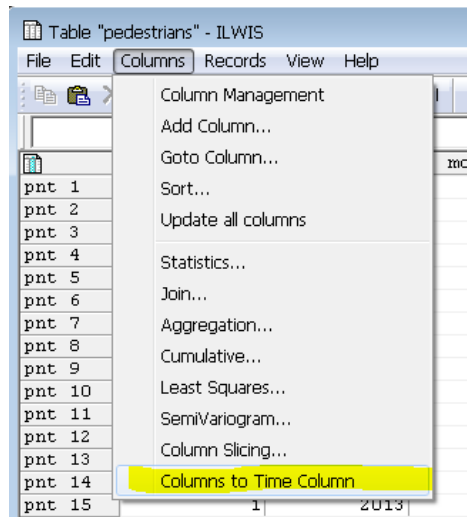 Table "pedestrians" - ILWIS
File Edit Columns Records View Help
Column Management
Add Column...
Goto Column...
Sort...
Update all columns
Statistics...
Join...
Aggregation...
Cumulative...
Least Squares...
SemiVariogram...
Column Slicing...
Columns to Time Column
mo
pnt 1
pnt 2
pnt 3
pnt 4
pnt 5
pnt 6
pnt 7
pnt 8
pnt 9
pnt 10
pnt 11
pnt 12
pnt 13
pnt 14
pnt 15 1 2013